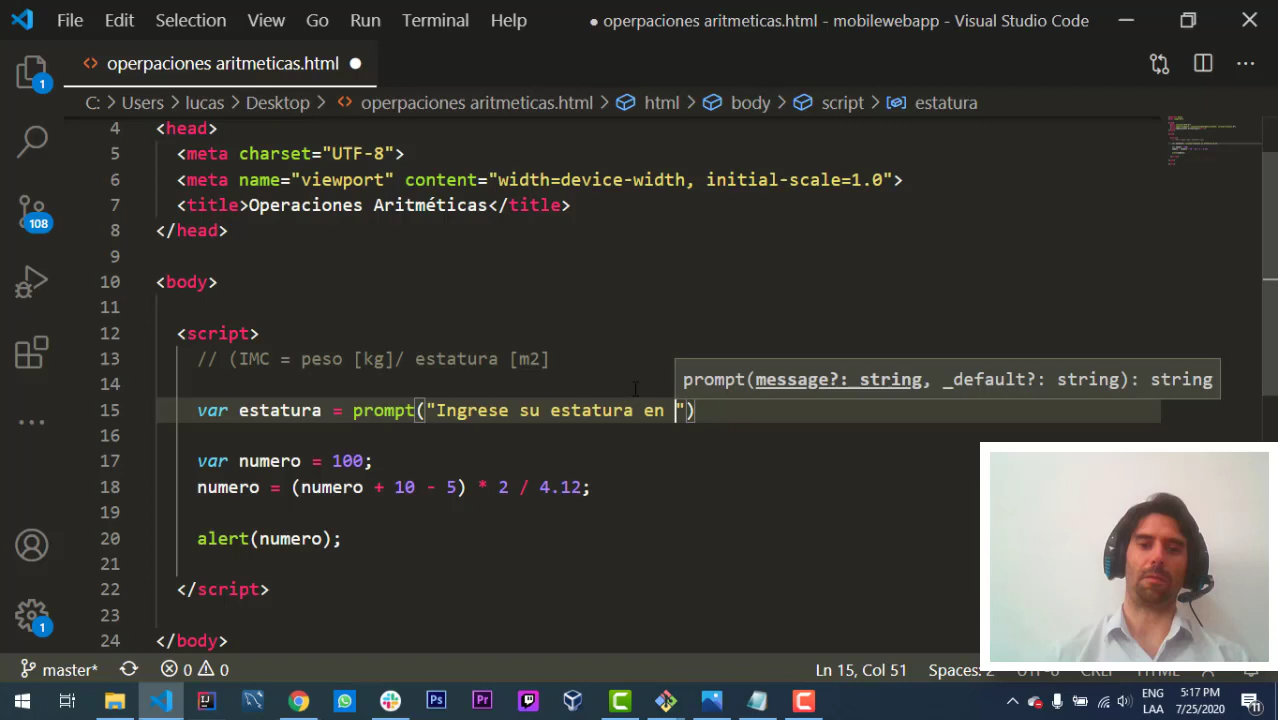 File Edit Selection View Go Run Terminal Help ● operpaciones aritmeticas.html - mobilewebapp - Visual Studio Code
operpaciones aritmeticas.html
C: > Users > lucas > Desktop > operpaciones aritmeticas.html > html > body > script > estatura
4 <head>
5 <meta charset="UTF-8">
6 <meta name="viewport" content="width=device-width, initial-scale=1.0">
7 <title>Operaciones Aritméticas</title>
8 </head>
9
10 <body>
11
12 <script>
13 // (IMC = peso [kg]/ estatura [m2]
14
prompt(message?: string, _default?: string): string
15 var estatura = prompt("Ingrese su estatura en ")
16
17 var numero = 100;
18 numero = (numero + 10 - 5) * 2 / 4.12;
19
20 alert(numero);
21
22 </script>
23
24 </body>
1
108
1
master* 0 0 Ln 15, Col 51 Spaces: 2 UTF-8 CRLF HTML
Ps Pr ENG LAA 5:17 PM 7/25/2020 11